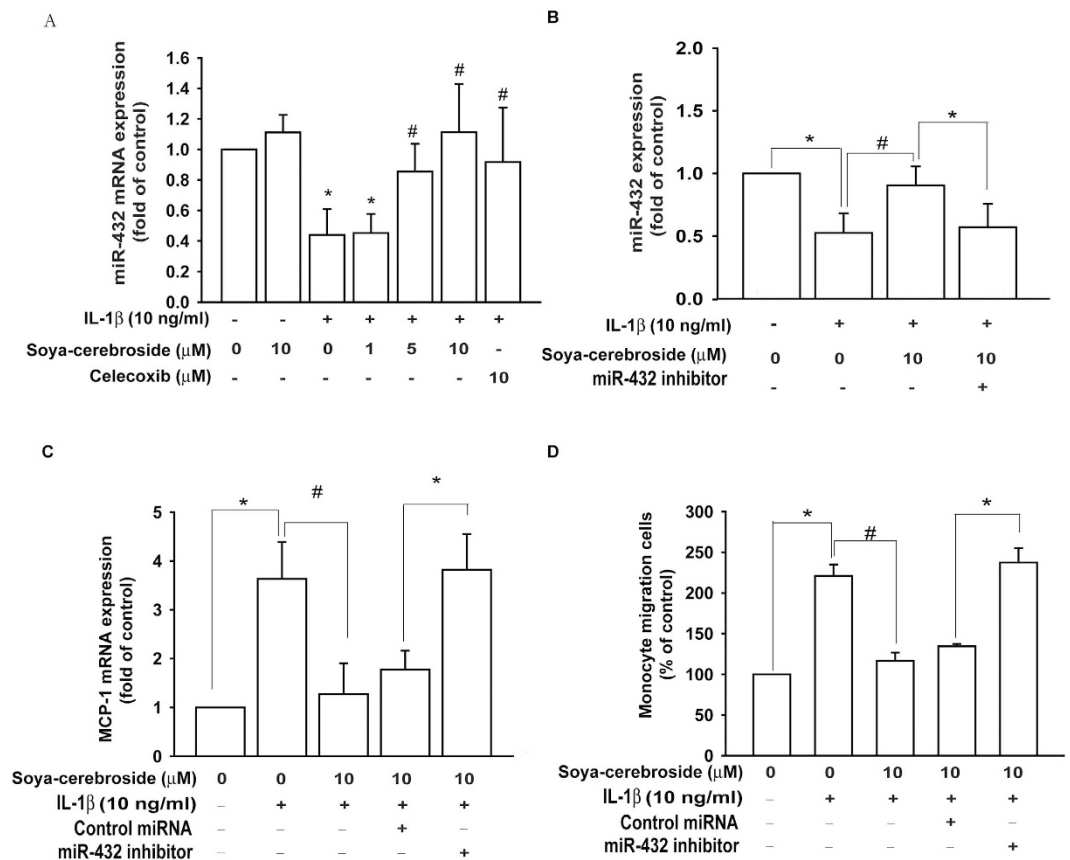 A
miR-432 mRNA expression
(fold of control)
1.6
1.4
1.2
1.0
0.8
0.6
0.4
0.2
0.0
* * # # #
IL-1β (10 ng/ml) - - + + + + +
Soya-cerebroside (μM) 0 10 0 1 5 10 -
Celecoxib (μM) - - - - - - 10
B
miR-432 expression
(fold of control)
2.0
1.5
1.0
0.5
0.0
* # *
IL-1β (10 ng/ml) - + + +
Soya-cerebroside (μM) 0 0 10 10
miR-432 inhibitor - - - +
C
MCP-1 mRNA expression
(fold of control)
5
4
3
2
1
0
* # *
Soya-cerebroside (μM) 0 0 10 10 10
IL-1β (10 ng/ml) – + + + +
Control miRNA – – – + –
miR-432 inhibitor – – – – +
D
Monocyte migration cells
(% of control)
300
250
200
150
100
50
0
* # *
Soya-cerebroside (μM) 0 0 10 10 10
IL-1β (10 ng/ml) – + + + +
Control miRNA – – – + –
miR-432 inhibitor – – – – +